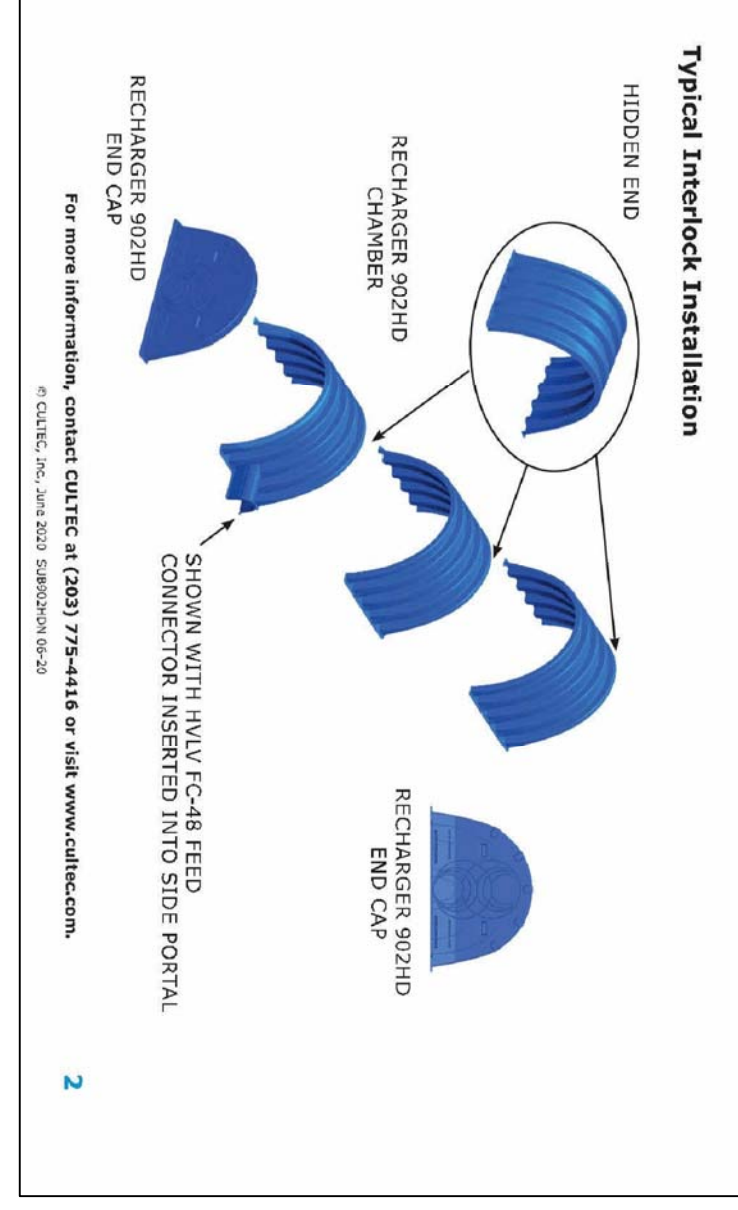 Typical Interlock Installation
HIDDEN END
RECHARGER 902HD
CHAMBER
RECHARGER 902HD
END CAP
RECHARGER 902HD
END CAP
SHOWN WITH HVLV FC-48 FEED
CONNECTOR INSERTED INTO SIDE PORTAL
For more information, contact CULTEC at (203) 775-4416 or visit www.cultec.com.
2
© CULTEC, Inc., June 2020 SUB902HDN 06-20